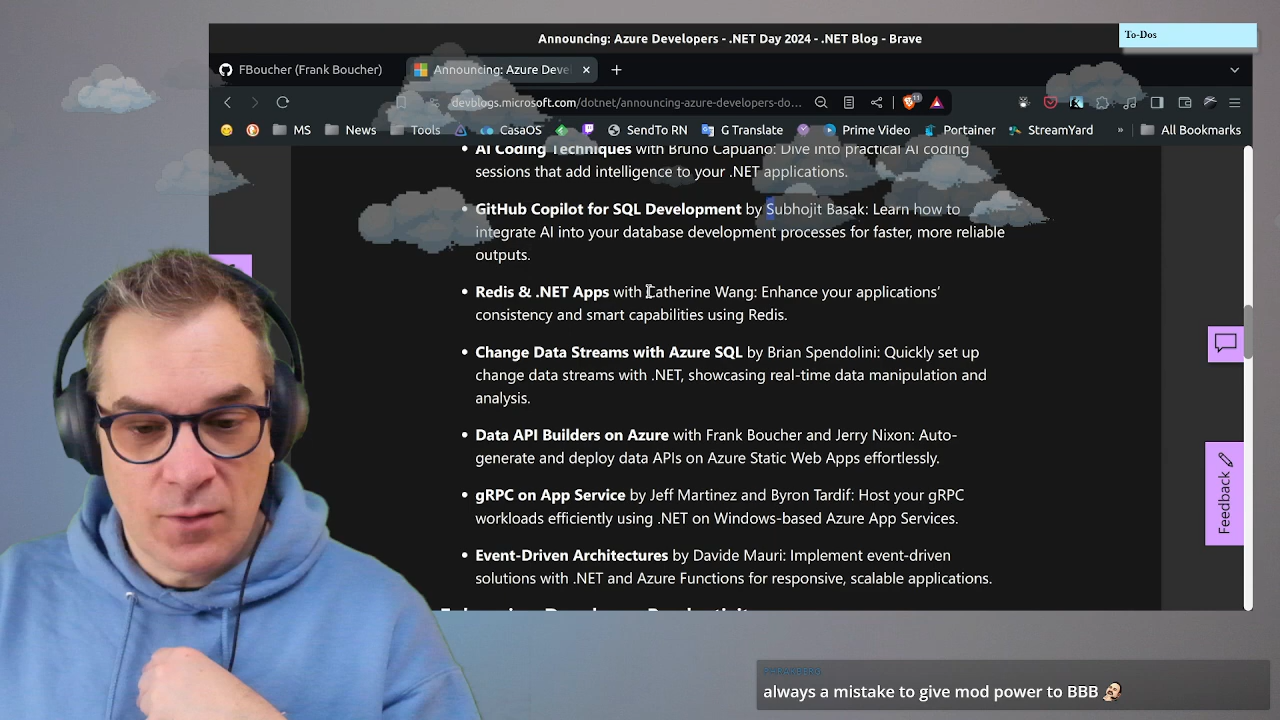 Announcing: Azure Developers - .NET Day 2024 - .NET Blog - Brave
To-Dos
FBoucher (Frank Boucher)
Announcing: Azure Devel
devblogs.microsoft.com/dotnet/announcing-azure-developers-do...
11
MS
News
Tools
CasaOS
SendTo RN
G Translate
Prime Video
Portainer
StreamYard
»
All Bookmarks
• AI Coding Techniques with Bruno Capuano: Dive into practical AI coding
sessions that add intelligence to your .NET applications.
• GitHub Copilot for SQL Development by Subhojit Basak: Learn how to
integrate AI into your database development processes for faster, more reliable
outputs.
• Redis & .NET Apps with Catherine Wang: Enhance your applications’
consistency and smart capabilities using Redis.
• Change Data Streams with Azure SQL by Brian Spendolini: Quickly set up
change data streams with .NET, showcasing real-time data manipulation and
analysis.
• Data API Builders on Azure with Frank Boucher and Jerry Nixon: Auto-
generate and deploy data APIs on Azure Static Web Apps effortlessly.
• gRPC on App Service by Jeff Martinez and Byron Tardif: Host your gRPC
workloads efficiently using .NET on Windows-based Azure App Services.
• Event-Driven Architectures by Davide Mauri: Implement event-driven
solutions with .NET and Azure Functions for responsive, scalable applications.
Feedback
always a mistake to give mod power to BBB